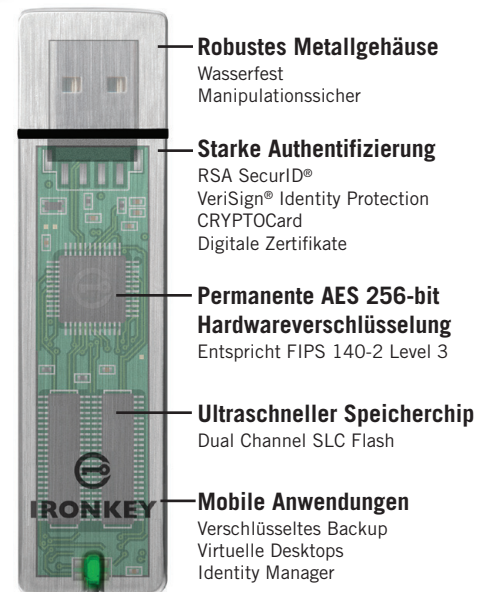 Robustes Metallgehäuse
Wasserfest
Manipulationssicher
Starke Authentifizierung
RSA SecurID®
VeriSign® Identity Protection
CRYPTOCard
Digitale Zertifikate
Permanente AES 256-bit
Hardwareverschlüsselung
Entspricht FIPS 140-2 Level 3
Ultraschneller Speicherchip
Dual Channel SLC Flash
IRONKEY
Mobile Anwendungen
Verschlüsseltes Backup
Virtuelle Desktops
Identity Manager